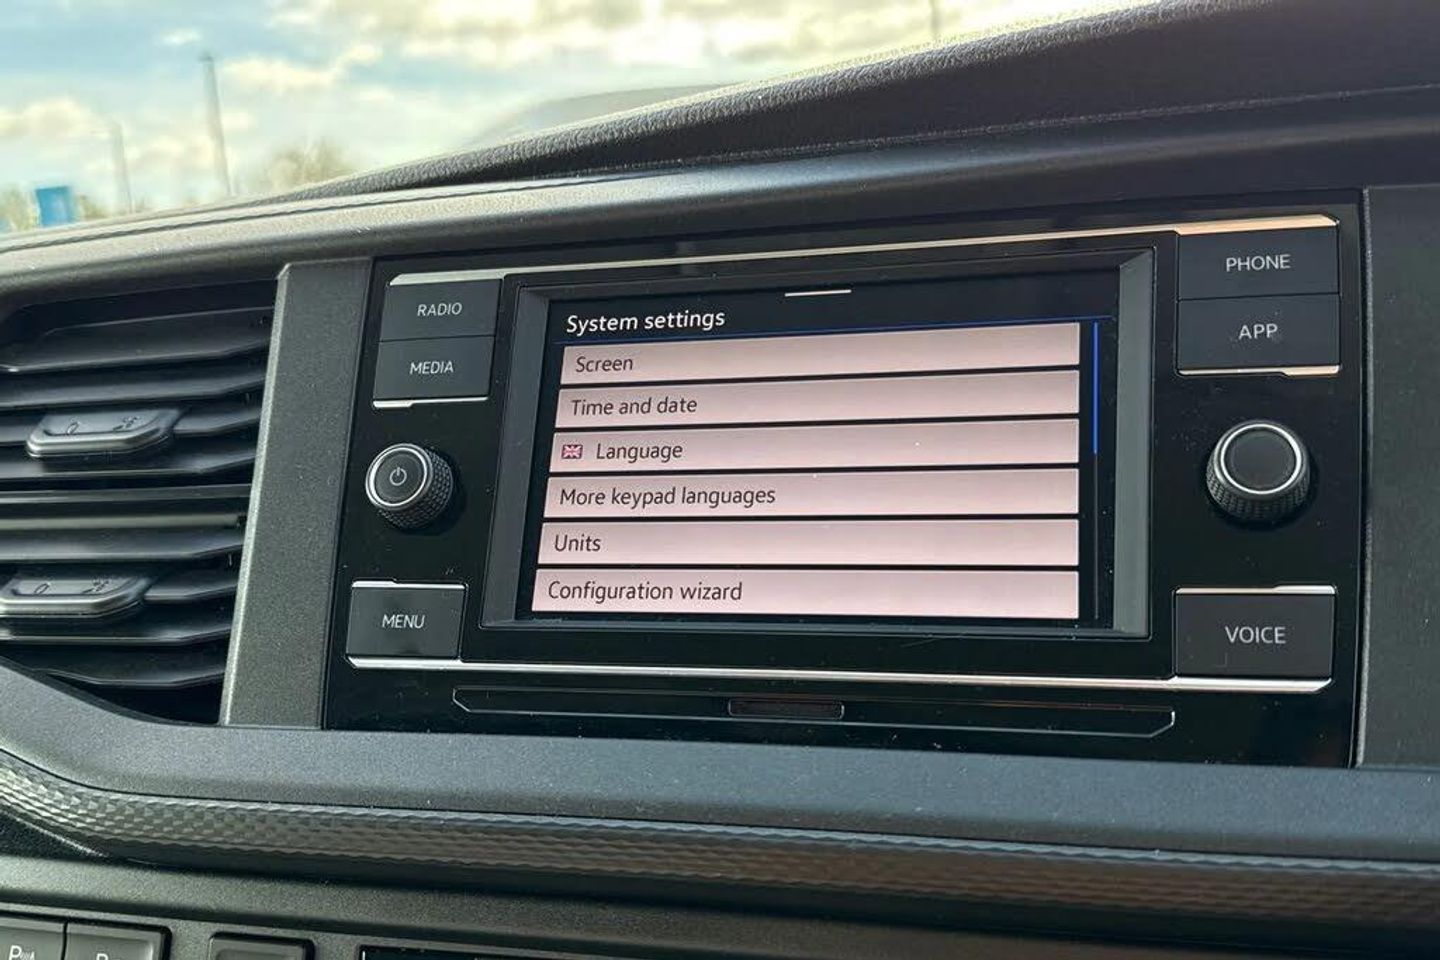 RADIO
MEDIA
MENU
System settings
Screen
Time and date
Language
More keypad languages
Units
Configuration wizard
PHONE
APP
VOICE
P